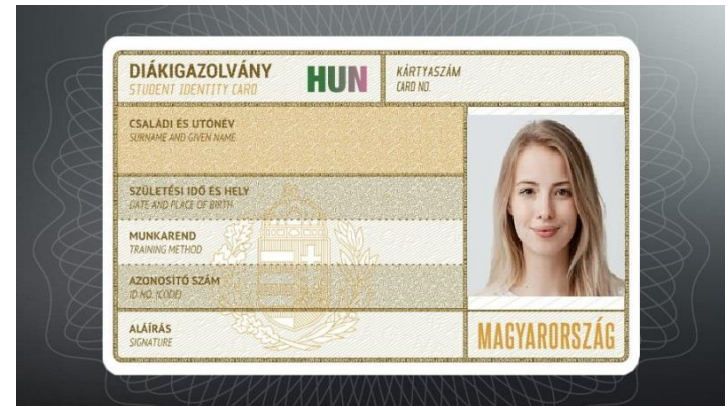 DIÁKIGAZOLVÁNY
STUDENT IDENTITY CARD
HUN
KÁRTYASZÁM
CARD NO.
CSALÁDI ÉS UTÓNÉV
SURNAME AND GIVEN NAME
SZÜLETÉSI IDŐ ÉS HELY
DATE AND PLACE OF BIRTH
MUNKAREND
TRAINING METHOD
AZONOSÍTÓ SZÁM
ID NO. (CODE)
ALÁÍRÁS
SIGNATURE
MAGYARORSZÁG